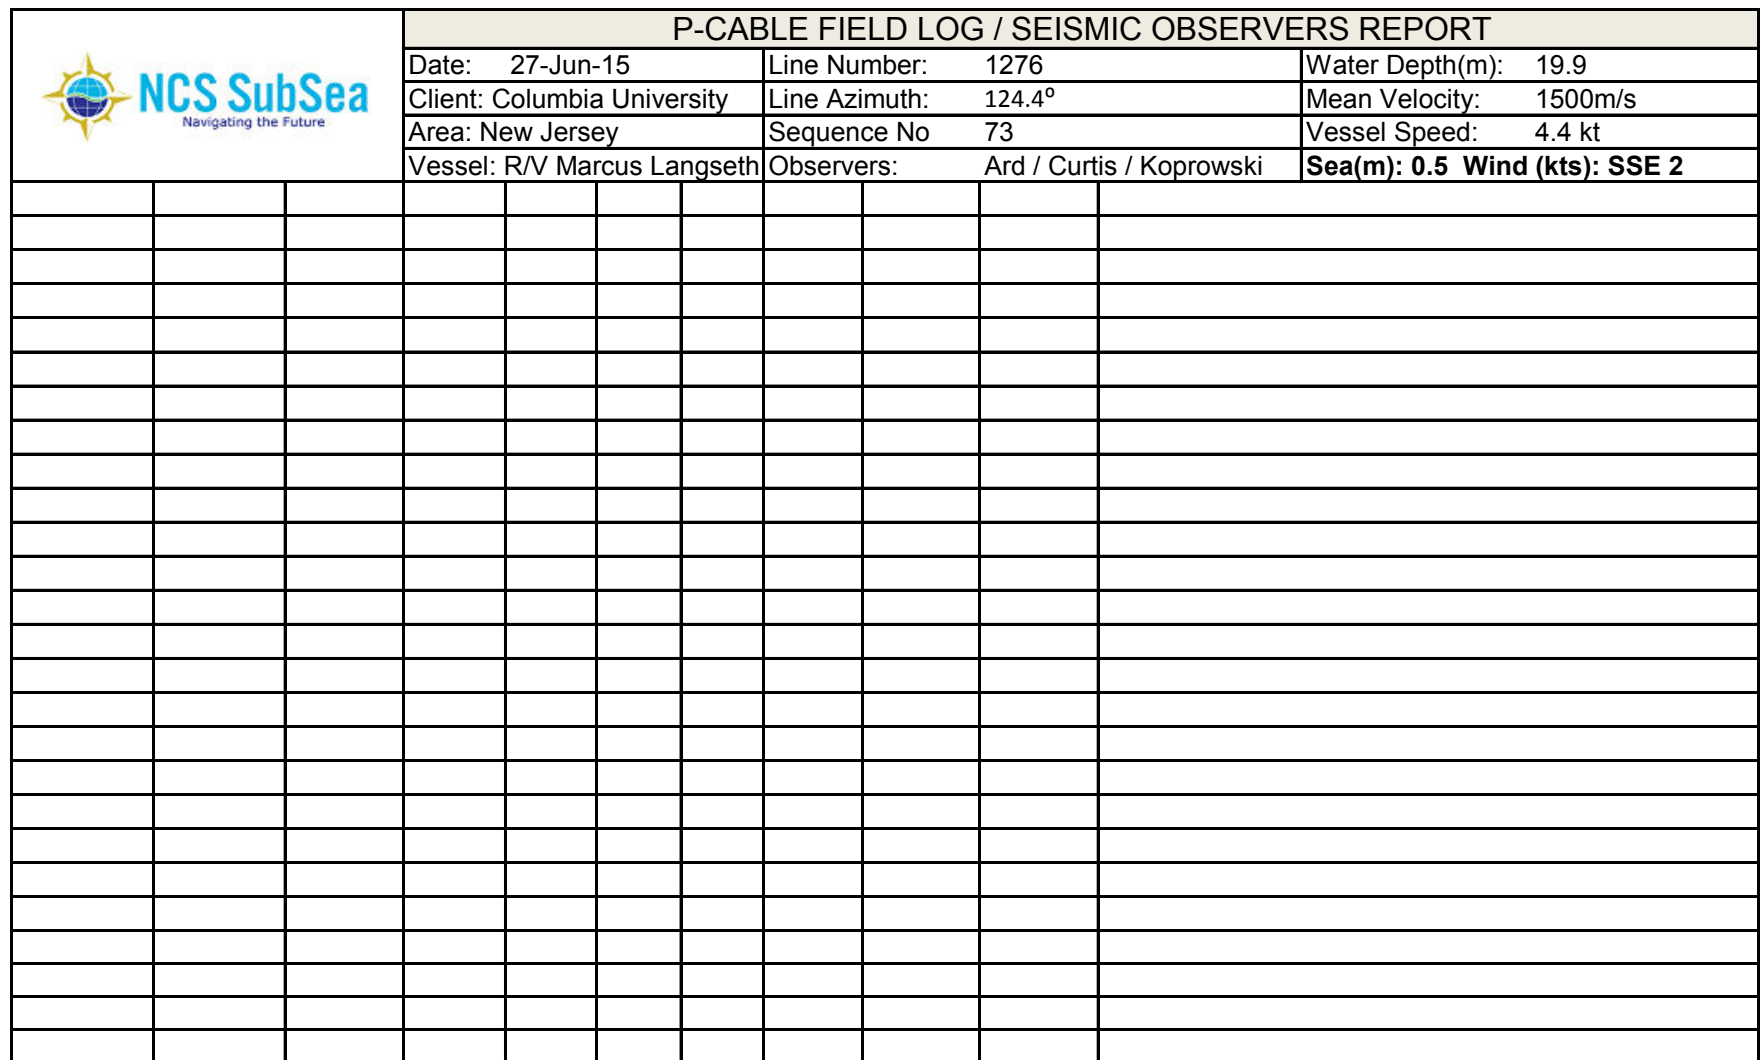 P-CABLE FIELD LOG / SEISMIC OBSERVERS REPORT
NCS SubSea
Navigating the Future
Date: 27-Jun-15 Line Number: 1276 Water Depth(m): 19.9
Client: Columbia University Line Azimuth: 124.4º Mean Velocity: 1500m/s
Area: New Jersey Sequence No 73 Vessel Speed: 4.4 kt
Vessel: R/V Marcus Langseth Observers: Ard / Curtis / Koprowski Sea(m): 0.5 Wind (kts): SSE 2